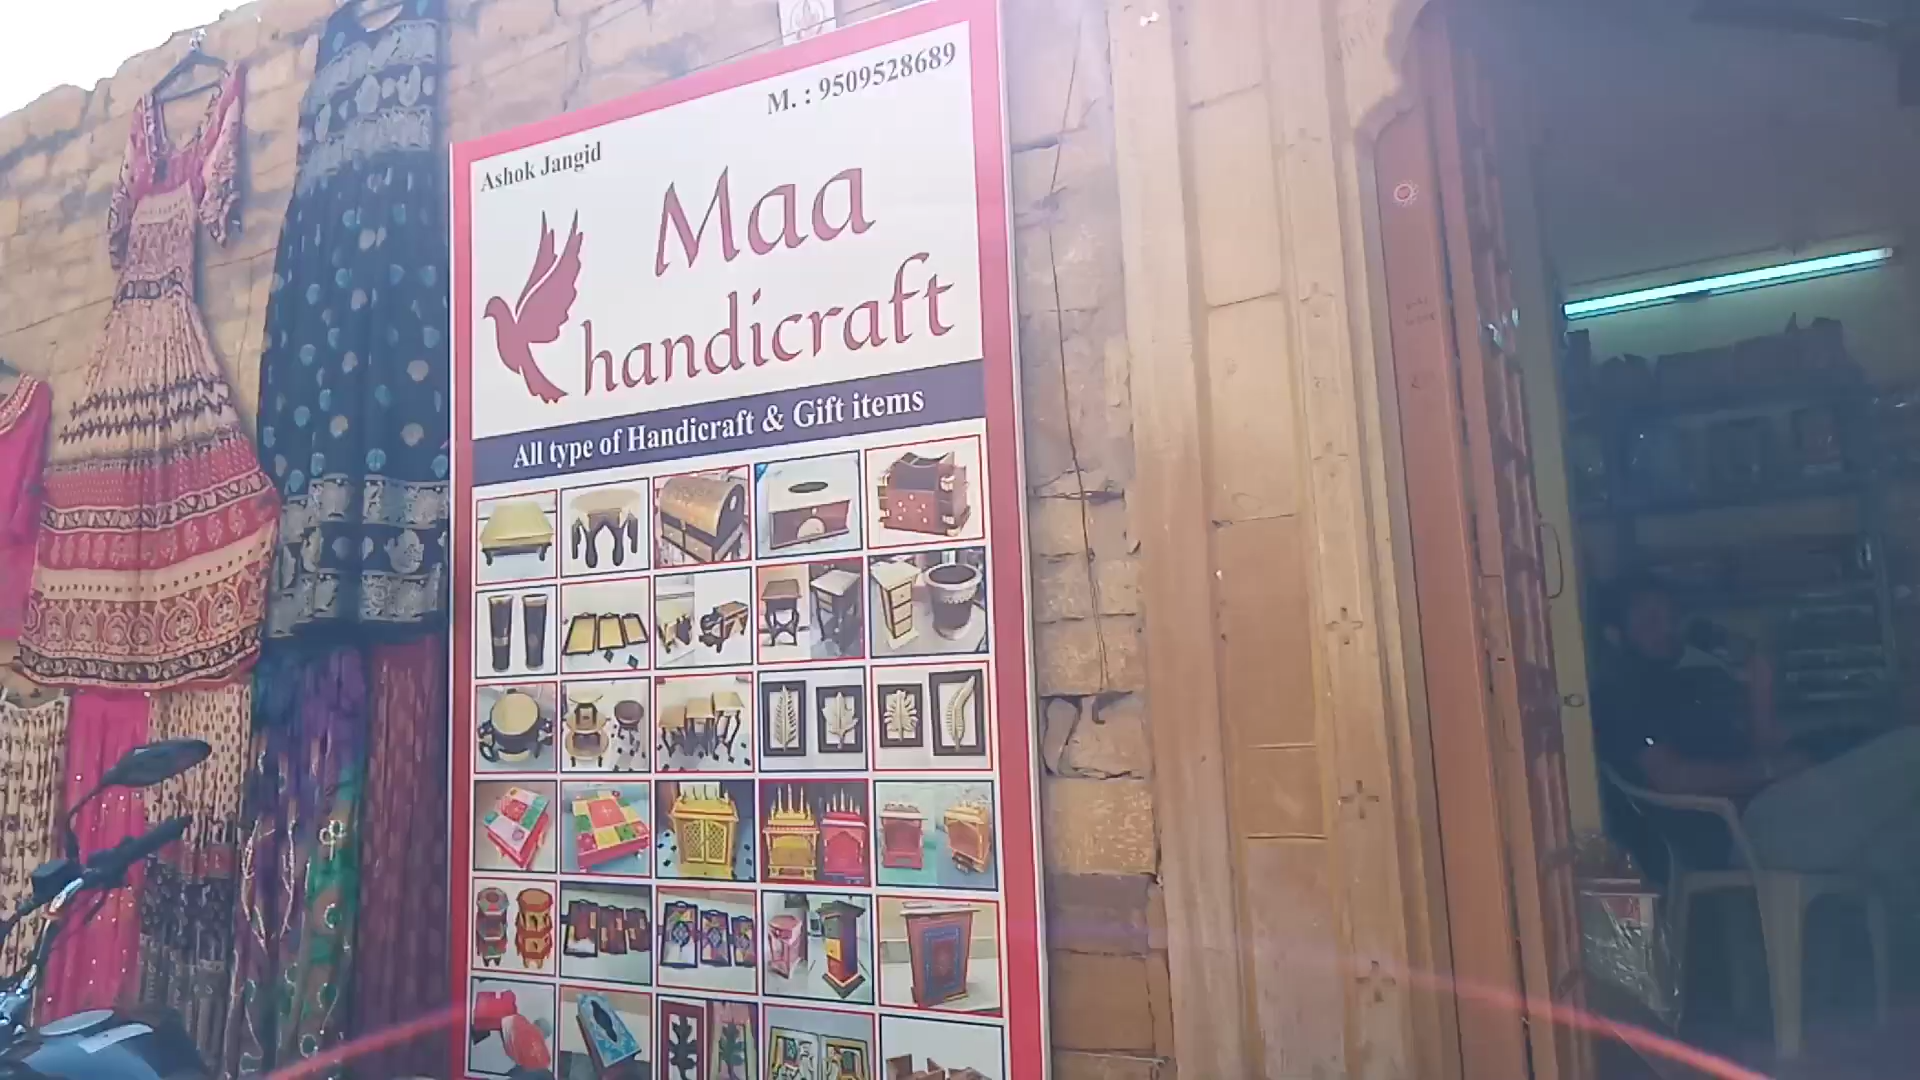 M. : 9509528689
Ashok Jangid
Maa
handicraft
All type of Handicraft & Gift items